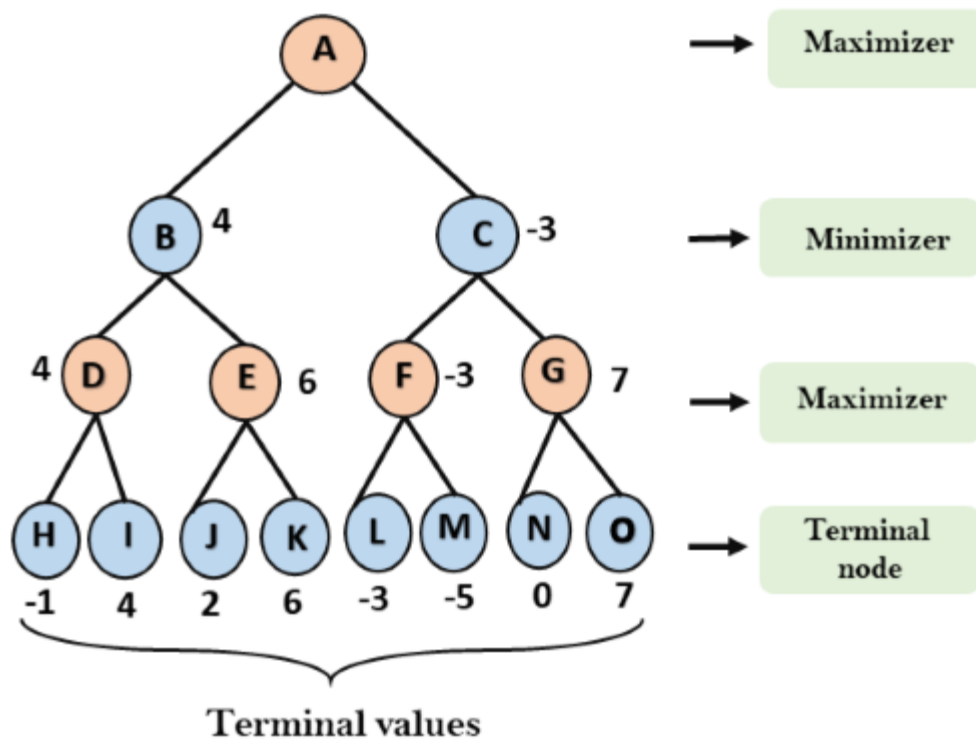 A
Maximizer
B 4
C -3
Minimizer
4 D
E 6
F -3
G 7
Maximizer
H I J K L M N O
Terminal
node
-1 4 2 6 -3 -5 0 7
Terminal values